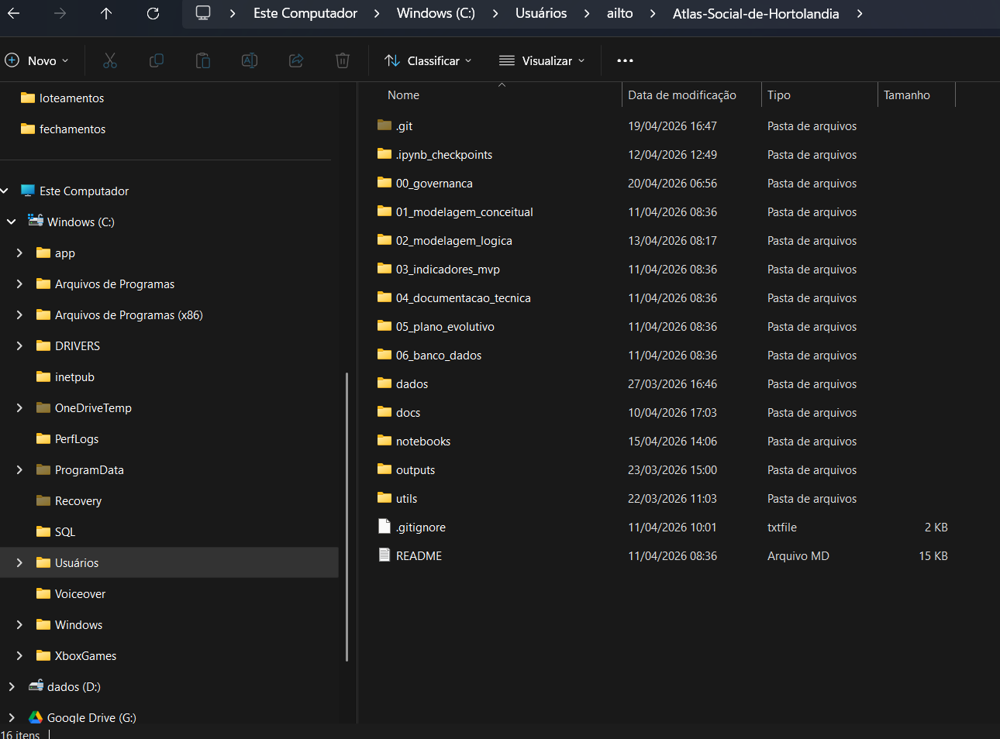 Este Computador > Windows (C:) > Usuários > ailto > Atlas-Social-de-Hortolandia >
Novo Classificar Visualizar
loteamentos
fechamentos
Este Computador
Windows (C:)
app
Arquivos de Programas
Arquivos de Programas (x86)
DRIVERS
inetpub
OneDriveTemp
PerfLogs
ProgramData
Recovery
SQL
Usuários
Voiceover
Windows
XboxGames
dados (D:)
Google Drive (G:)
16 itens
Nome Data de modificação Tipo Tamanho
.git 19/04/2026 16:47 Pasta de arquivos
.ipynb_checkpoints 12/04/2026 12:49 Pasta de arquivos
00_governanca 20/04/2026 06:56 Pasta de arquivos
01_modelagem_conceitual 11/04/2026 08:36 Pasta de arquivos
02_modelagem_logica 13/04/2026 08:17 Pasta de arquivos
03_indicadores_mvp 11/04/2026 08:36 Pasta de arquivos
04_documentacao_tecnica 11/04/2026 08:36 Pasta de arquivos
05_plano_evolutivo 11/04/2026 08:36 Pasta de arquivos
06_banco_dados 11/04/2026 08:36 Pasta de arquivos
dados 27/03/2026 16:46 Pasta de arquivos
docs 10/04/2026 17:03 Pasta de arquivos
notebooks 15/04/2026 14:06 Pasta de arquivos
outputs 23/03/2026 15:00 Pasta de arquivos
utils 22/03/2026 11:03 Pasta de arquivos
.gitignore 11/04/2026 10:01 txtfile 2 KB
README 11/04/2026 08:36 Arquivo MD 15 KB